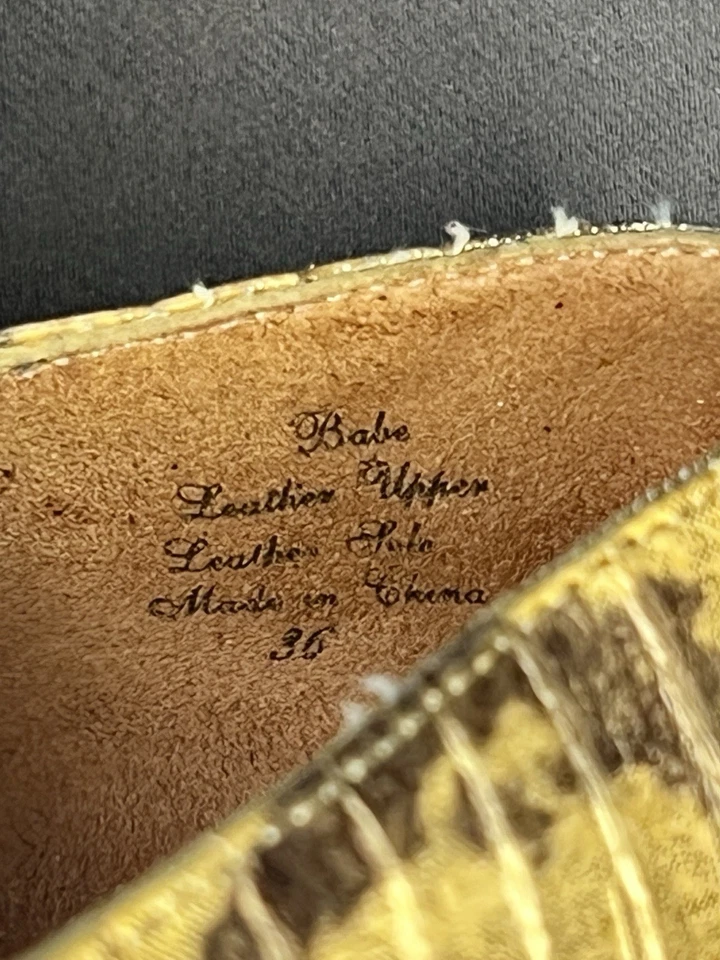 Babe
Leather Upper
Leather Sole
Made in China
36